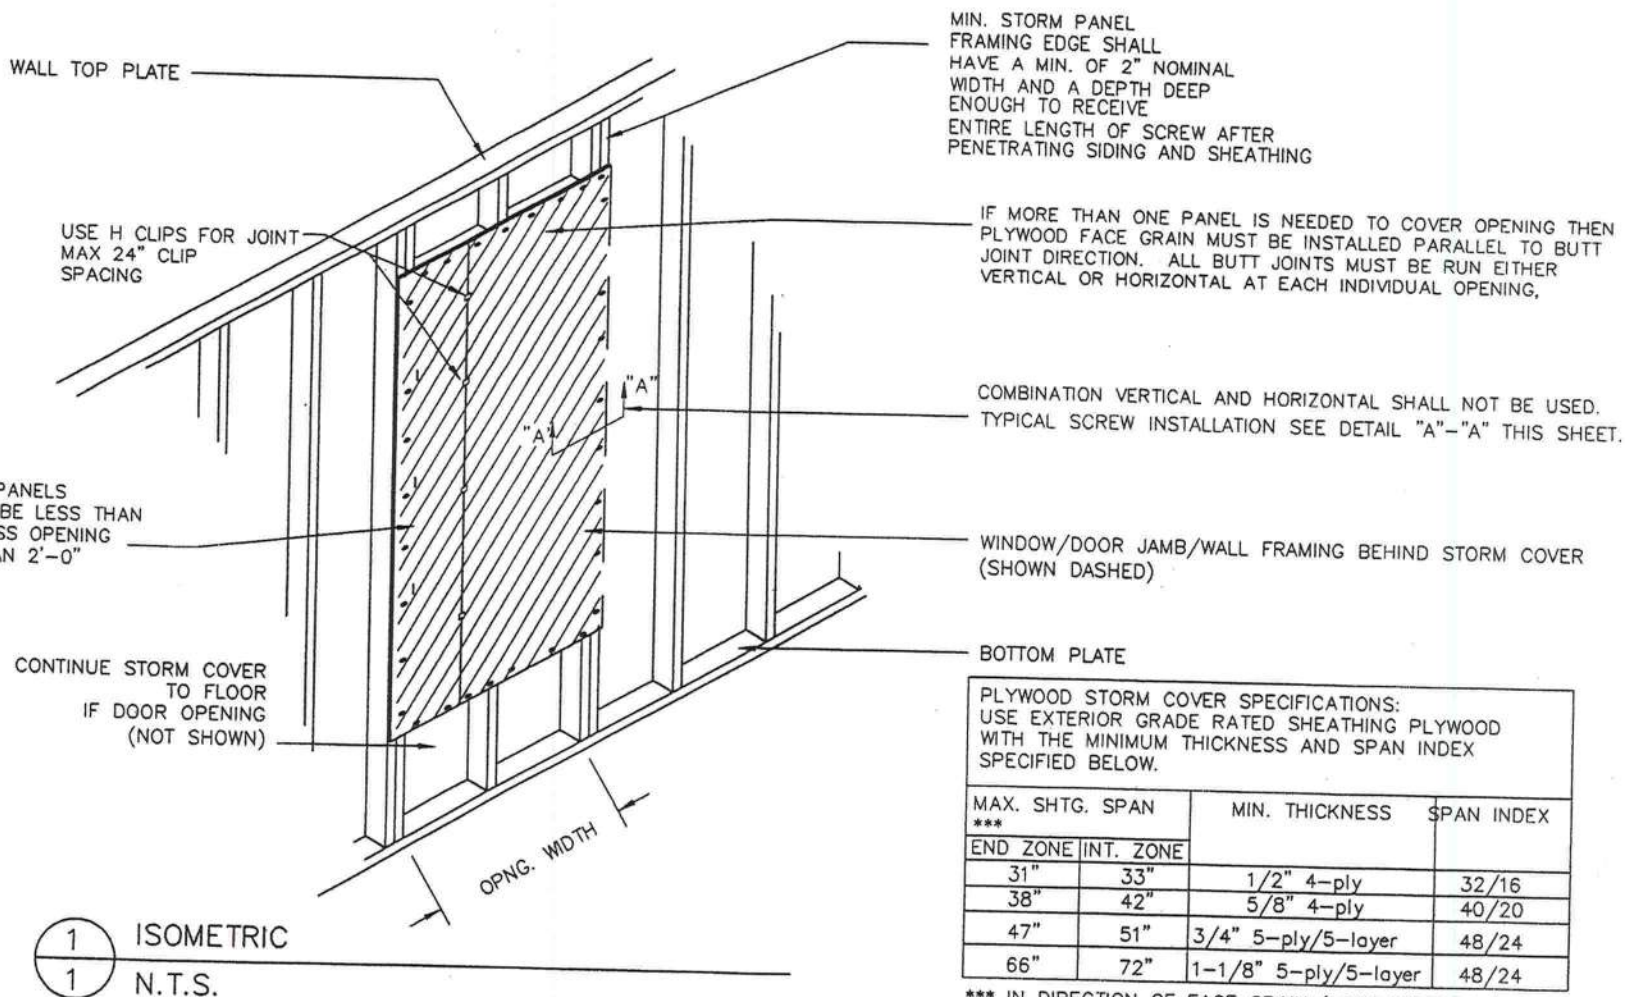 WALL TOP PLATE
MIN. STORM PANEL
FRAMING EDGE SHALL
HAVE A MIN. OF 2" NOMINAL
WIDTH AND A DEPTH DEEP
ENOUGH TO RECEIVE
ENTIRE LENGTH OF SCREW AFTER
PENETRATING SIDING AND SHEATHING
USE H CLIPS FOR JOINT
MAX 24" CLIP
SPACING
IF MORE THAN ONE PANEL IS NEEDED TO COVER OPENING THEN
PLYWOOD FACE GRAIN MUST BE INSTALLED PARALLEL TO BUTT
JOINT DIRECTION. ALL BUTT JOINTS MUST BE RUN EITHER
VERTICAL OR HORIZONTAL AT EACH INDIVIDUAL OPENING,
"A"
"A"
COMBINATION VERTICAL AND HORIZONTAL SHALL NOT BE USED.
TYPICAL SCREW INSTALLATION SEE DETAIL "A"-"A" THIS SHEET.
PANELS
BE LESS THAN
SS OPENING
AN 2'-0"
WINDOW/DOOR JAMB/WALL FRAMING BEHIND STORM COVER
(SHOWN DASHED)
CONTINUE STORM COVER
TO FLOOR
IF DOOR OPENING
(NOT SHOWN)
BOTTOM PLATE
OPNG. WIDTH
PLYWOOD STORM COVER SPECIFICATIONS:
USE EXTERIOR GRADE RATED SHEATHING PLYWOOD
WITH THE MINIMUM THICKNESS AND SPAN INDEX
SPECIFIED BELOW.
MAX. SHTG. SPAN MIN. THICKNESS SPAN INDEX
***
END ZONE INT. ZONE
31" 33" 1/2" 4-ply 32/16
38" 42" 5/8" 4-ply 40/20
47" 51" 3/4" 5-ply/5-layer 48/24
66" 72" 1-1/8" 5-ply/5-layer 48/24
*** IN DIRECTION OF FACE
1 ISOMETRIC
1 N.T.S.